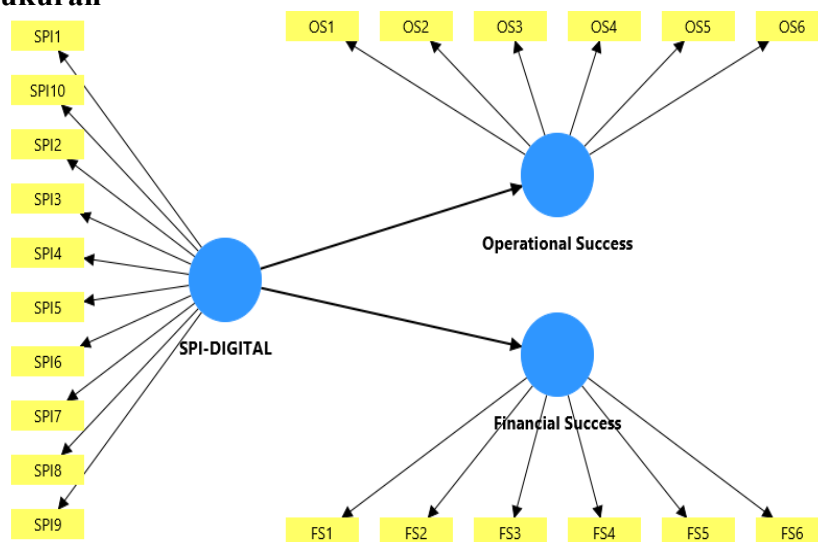 ukuran
SPI1
SPI10
SPI2
SPI3
SPI4
SPI5
SPI6
SPI7
SPI8
SPI9
SPI-DIGITAL
OS1 OS2 OS3 OS4 OS5 OS6
Operational Success
Financial Success
FS1 FS2 FS3 FS4 FS5 FS6